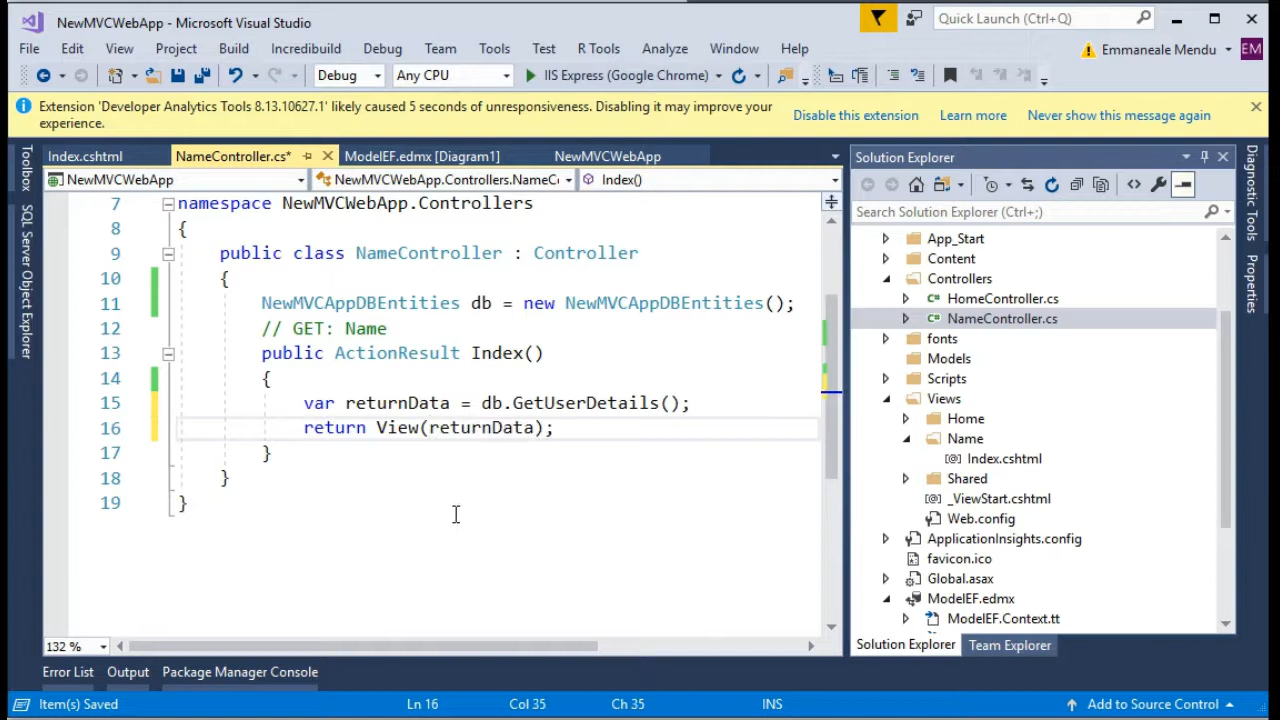 NewMVCWebApp - Microsoft Visual Studio
Quick Launch (Ctrl+Q)
File Edit View Project Build Incredibuild Debug Team Tools Test R Tools Analyze Window Help
Emmaneale Mendu EM
Debug Any CPU IIS Express (Google Chrome)
Extension 'Developer Analytics Tools 8.13.10627.1' likely caused 5 seconds of unresponsiveness. Disabling it may improve your
experience.
Disable this extension Learn more Never show this message again
Toolbox
SQL Server Object Explorer
Index.cshtml NameController.cs* ModelEF.edmx [Diagram1] NewMVCWebApp
NewMVCWebApp NewMVCWebApp.Controllers.NameCo Index()
7 namespace NewMVCWebApp.Controllers
8 {
9 public class NameController : Controller
10 {
11 NewMVCAppDBEntities db = new NewMVCAppDBEntities();
12 // GET: Name
13 public ActionResult Index()
14 {
15 var returnData = db.GetUserDetails();
16 return View(returnData);
17 }
18 }
19 }
132 %
Solution Explorer
Search Solution Explorer (Ctrl+;)
App_Start
Content
Controllers
C# HomeController.cs
C# NameController.cs
fonts
Models
Scripts
Views
Home
Name
[@] Index.cshtml
Shared
[@] _ViewStart.cshtml
Web.config
ApplicationInsights.config
favicon.ico
Global.asax
ModelEF.edmx
ModelEF.Context.tt
Solution Explorer Team Explorer
Diagnostic Tools
Properties
Error List Output Package Manager Console
Item(s) Saved Ln 16 Col 35 Ch 35 INS Add to Source Control